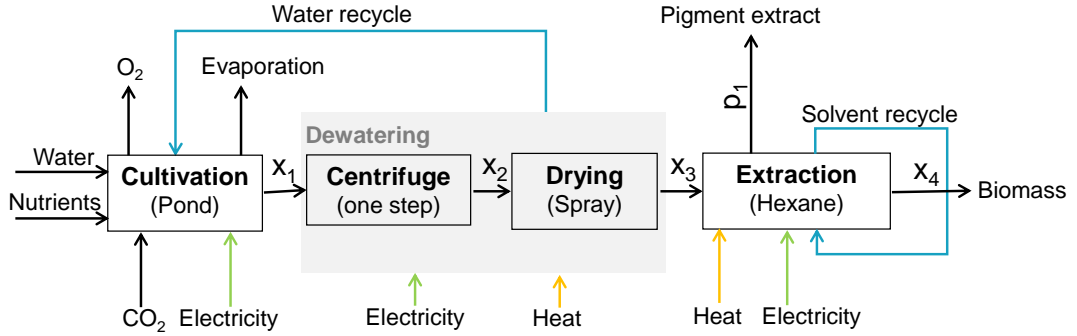 Water recycle
Pigment extract
O₂
Evaporation
p₁
Solvent recycle
Dewatering
Water
Nutrients
Cultivation
(Pond)
x₁
Centrifuge
(one step)
x₂
Drying
(Spray)
x₃
Extraction
(Hexane)
x₄
Biomass
CO₂
Electricity
Electricity
Heat
Heat
Electricity